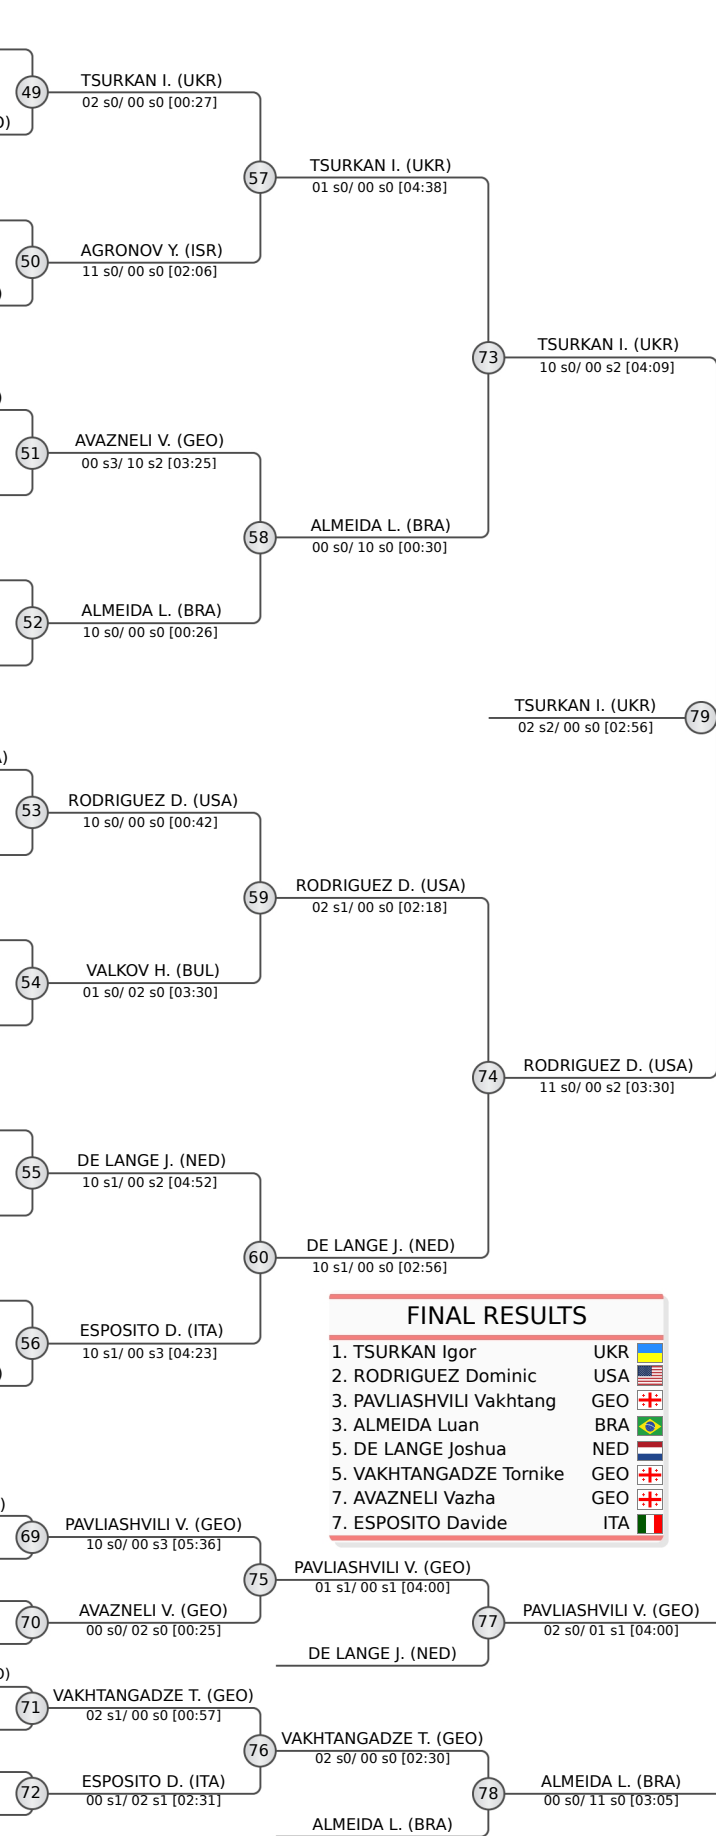 TSURKAN I. (UKR)
49
02 s0/ 00 s0 [00:27]
O)
TSURKAN I. (UKR)
57
01 s0/ 00 s0 [04:38]
AGRONOV Y. (ISR)
50
11 s0/ 00 s0 [02:06]
)
TSURKAN I. (UKR)
73
10 s0/ 00 s2 [04:09]
)
AVAZNELI V. (GEO)
51
00 s3/ 10 s2 [03:25]
ALMEIDA L. (BRA)
58
00 s0/ 10 s0 [00:30]
ALMEIDA L. (BRA)
52
10 s0/ 00 s0 [00:26]
TSURKAN I. (UKR)
79
02 s2/ 00 s0 [02:56]
A)
RODRIGUEZ D. (USA)
53
10 s0/ 00 s0 [00:42]
RODRIGUEZ D. (USA)
59
02 s1/ 00 s0 [02:18]
VALKOV H. (BUL)
54
01 s0/ 02 s0 [03:30]
RODRIGUEZ D. (USA)
74
11 s0/ 00 s2 [03:30]
DE LANGE J. (NED)
55
10 s1/ 00 s2 [04:52]
DE LANGE J. (NED)
60
10 s1/ 00 s0 [02:56]
ESPOSITO D. (ITA)
56
10 s1/ 00 s3 [04:23]
)
FINAL RESULTS
1. TSURKAN Igor UKR
2. RODRIGUEZ Dominic USA
3. PAVLIASHVILI Vakhtang GEO
3. ALMEIDA Luan BRA
5. DE LANGE Joshua NED
5. VAKHTANGADZE Tornike GEO
7. AVAZNELI Vazha GEO
7. ESPOSITO Davide ITA
)
PAVLIASHVILI V. (GEO)
69
10 s0/ 00 s3 [05:36]
PAVLIASHVILI V. (GEO)
75
01 s1/ 00 s1 [04:00]
AVAZNELI V. (GEO)
70
00 s0/ 02 s0 [00:25]
PAVLIASHVILI V. (GEO)
77
02 s0/ 01 s1 [04:00]
DE LANGE J. (NED)
O)
VAKHTANGADZE T. (GEO)
71
02 s1/ 00 s0 [00:57]
VAKHTANGADZE T. (GEO)
76
02 s0/ 00 s0 [02:30]
ESPOSITO D. (ITA)
72
00 s1/ 02 s1 [02:31]
ALMEIDA L. (BRA)
78
00 s0/ 11 s0 [03:05]
ALMEIDA L. (BRA)